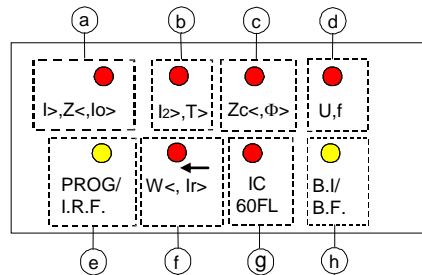 a b c d
I>,Z<,Io> I2>,T> Zc<,Φ> U,f
PROG/ W<, Ir> IC B.I/
I.R.F. 60FL B.F.
e f g h